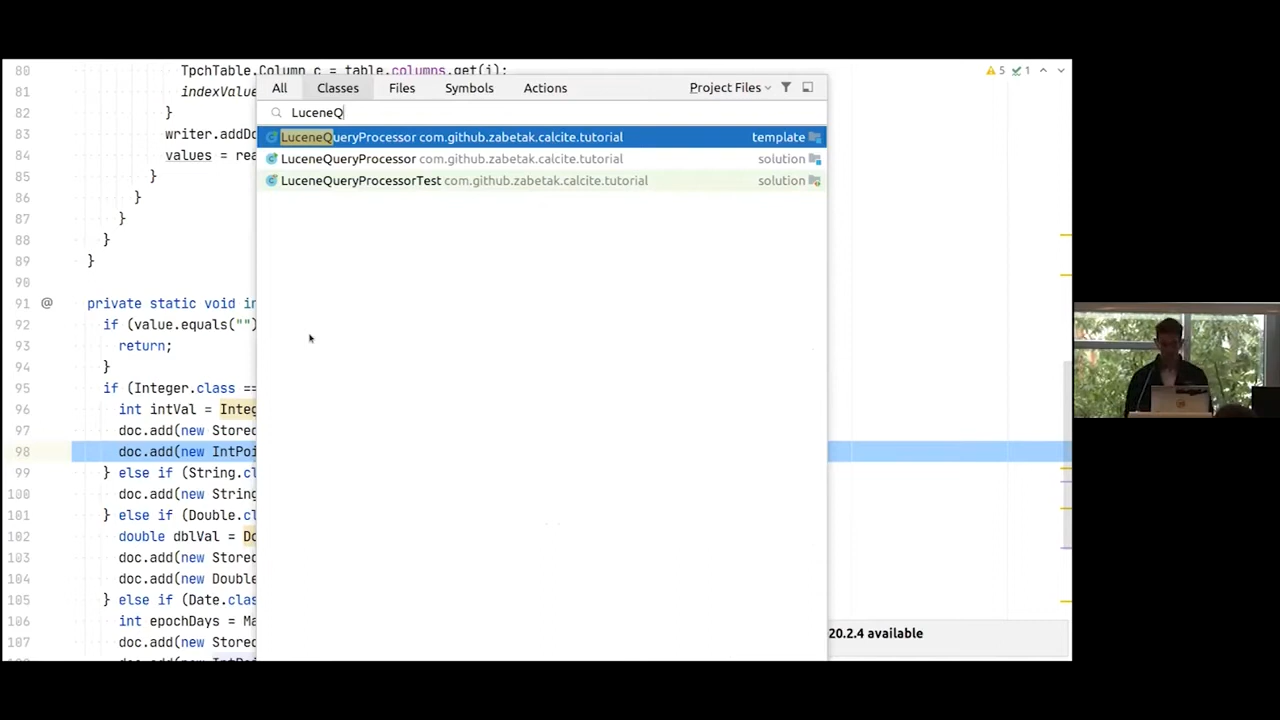 80 TpchTable.Column c = table.columns.get(i);
5 1
All Classes Files Symbols Actions Project Files
81 indexValue
LuceneQ
82 }
83 writer.addDo
LuceneQueryProcessor com.github.zabetak.calcite.tutorial template
84 values = rea
LuceneQueryProcessor com.github.zabetak.calcite.tutorial solution
85 }
LuceneQueryProcessorTest com.github.zabetak.calcite.tutorial solution
86 }
87 }
88 }
89 }
90
91 @ private static void in
92 if (value.equals("")
93 return;
94 }
95 if (Integer.class ==
96 int intVal = Integ
97 doc.add(new Stored
98 doc.add(new IntPoi
99 } else if (String.cl
100 doc.add(new String
101 } else if (Double.cl
102 double dblVal = Do
103 doc.add(new Stored
104 doc.add(new Double
105 } else if (Date.clas
106 int epochDays = Ma
107 doc.add(new Stored
20.2.4 available